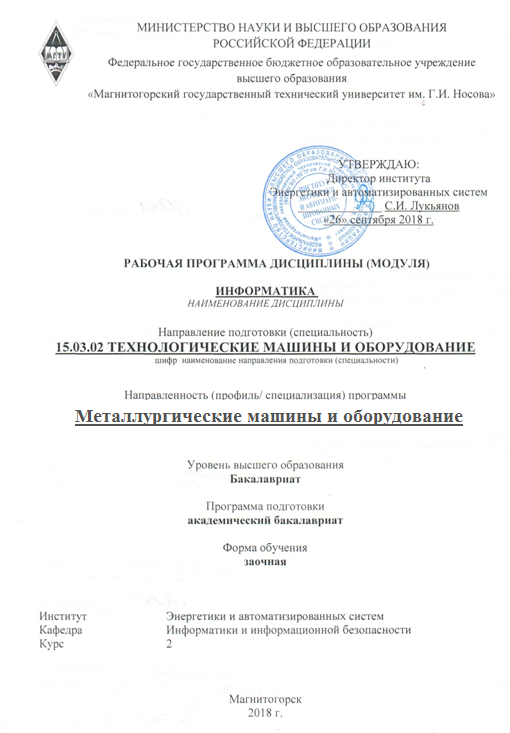 МИНИСТЕРСТВО НАУКИ И ВЫСШЕГО ОБРАЗОВАНИЯ
РОССИЙСКОЙ ФЕДЕРАЦИИ
Федеральное государственное бюджетное образовательное учреждение
высшего образования
«Магнитогорский государственный технический университет им. Г.И. Носова»
МГТУ
УТВЕРЖДАЮ:
Директор института
Энергетики и автоматизированных систем
С.И. Лукьянов
«26» сентября 2018 г.
РАБОЧАЯ ПРОГРАММА ДИСЦИПЛИНЫ (МОДУЛЯ)
ИНФОРМАТИКА
НАИМЕНОВАНИЕ ДИСЦИПЛИНЫ
Направление подготовки (специальность)
15.03.02 ТЕХНОЛОГИЧЕСКИЕ МАШИНЫ И ОБОРУДОВАНИЕ
шифр наименование направления подготовки (специальности)
Направленность (профиль/ специализация) программы
Металлургические машины и оборудование
Уровень высшего образования
Бакалавриат
Программа подготовки
академический бакалавриат
Форма обучения
заочная
Институт Энергетики и автоматизированных систем
Кафедра Информатики и информационной безопасности
Курс 2
Магнитогорск
2018 г.